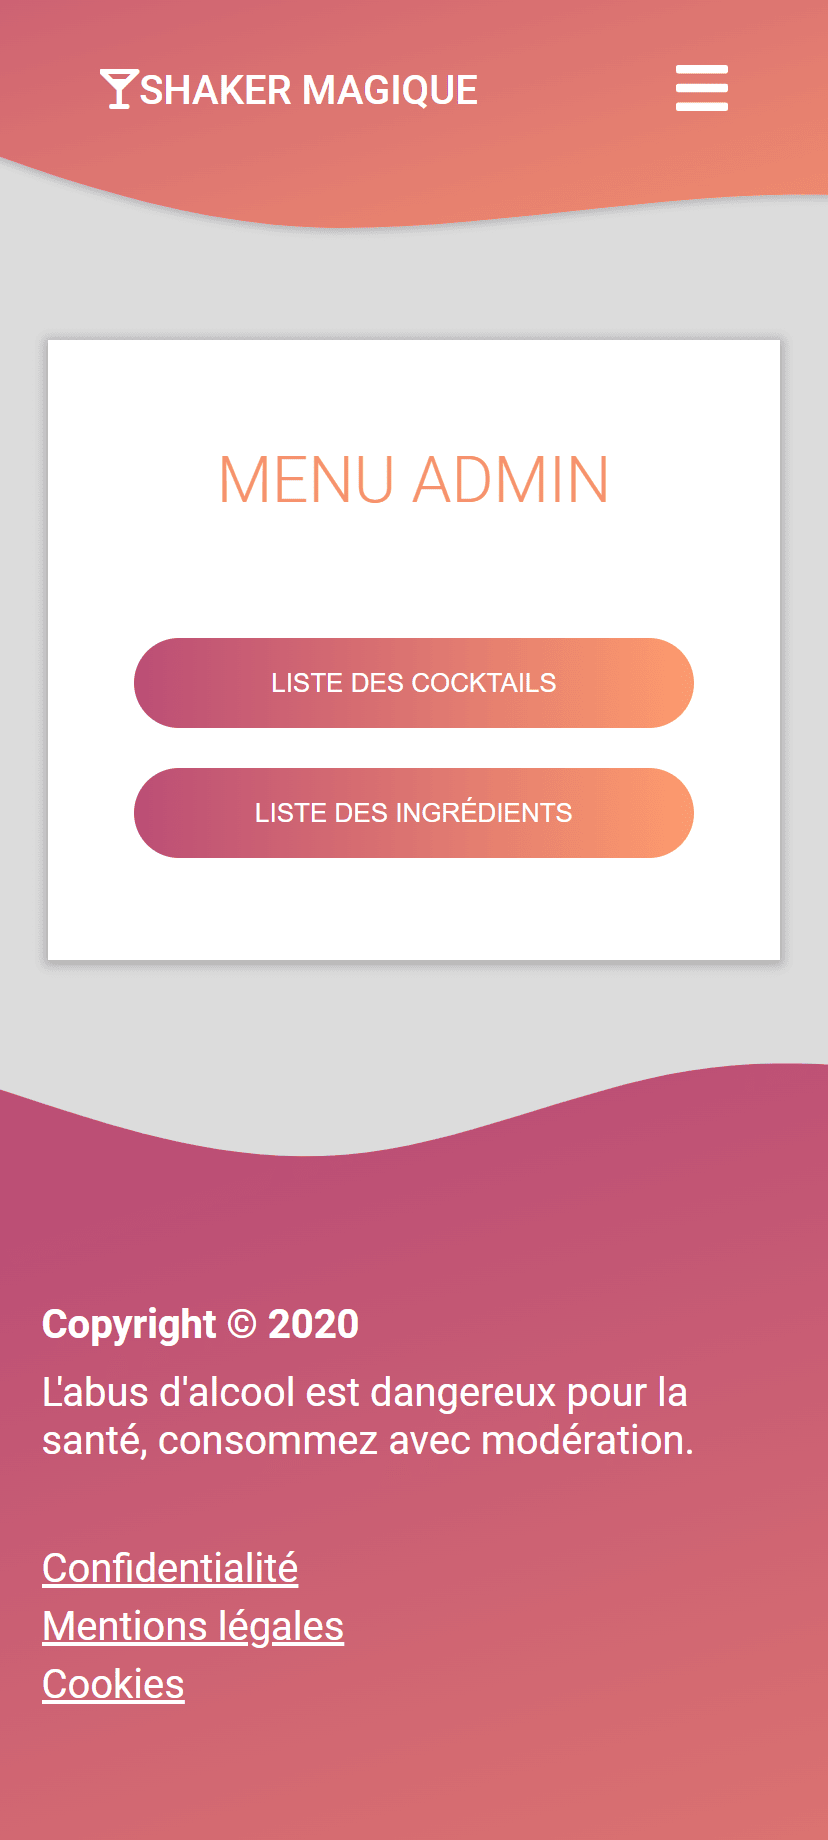 SHAKER MAGIQUE
MENU ADMIN
LISTE DES COCKTAILS
LISTE DES INGRÉDIENTS
Copyright © 2020
L'abus d'alcool est dangereux pour la
santé, consommez avec modération.
Confidentialité
Mentions légales
Cookies